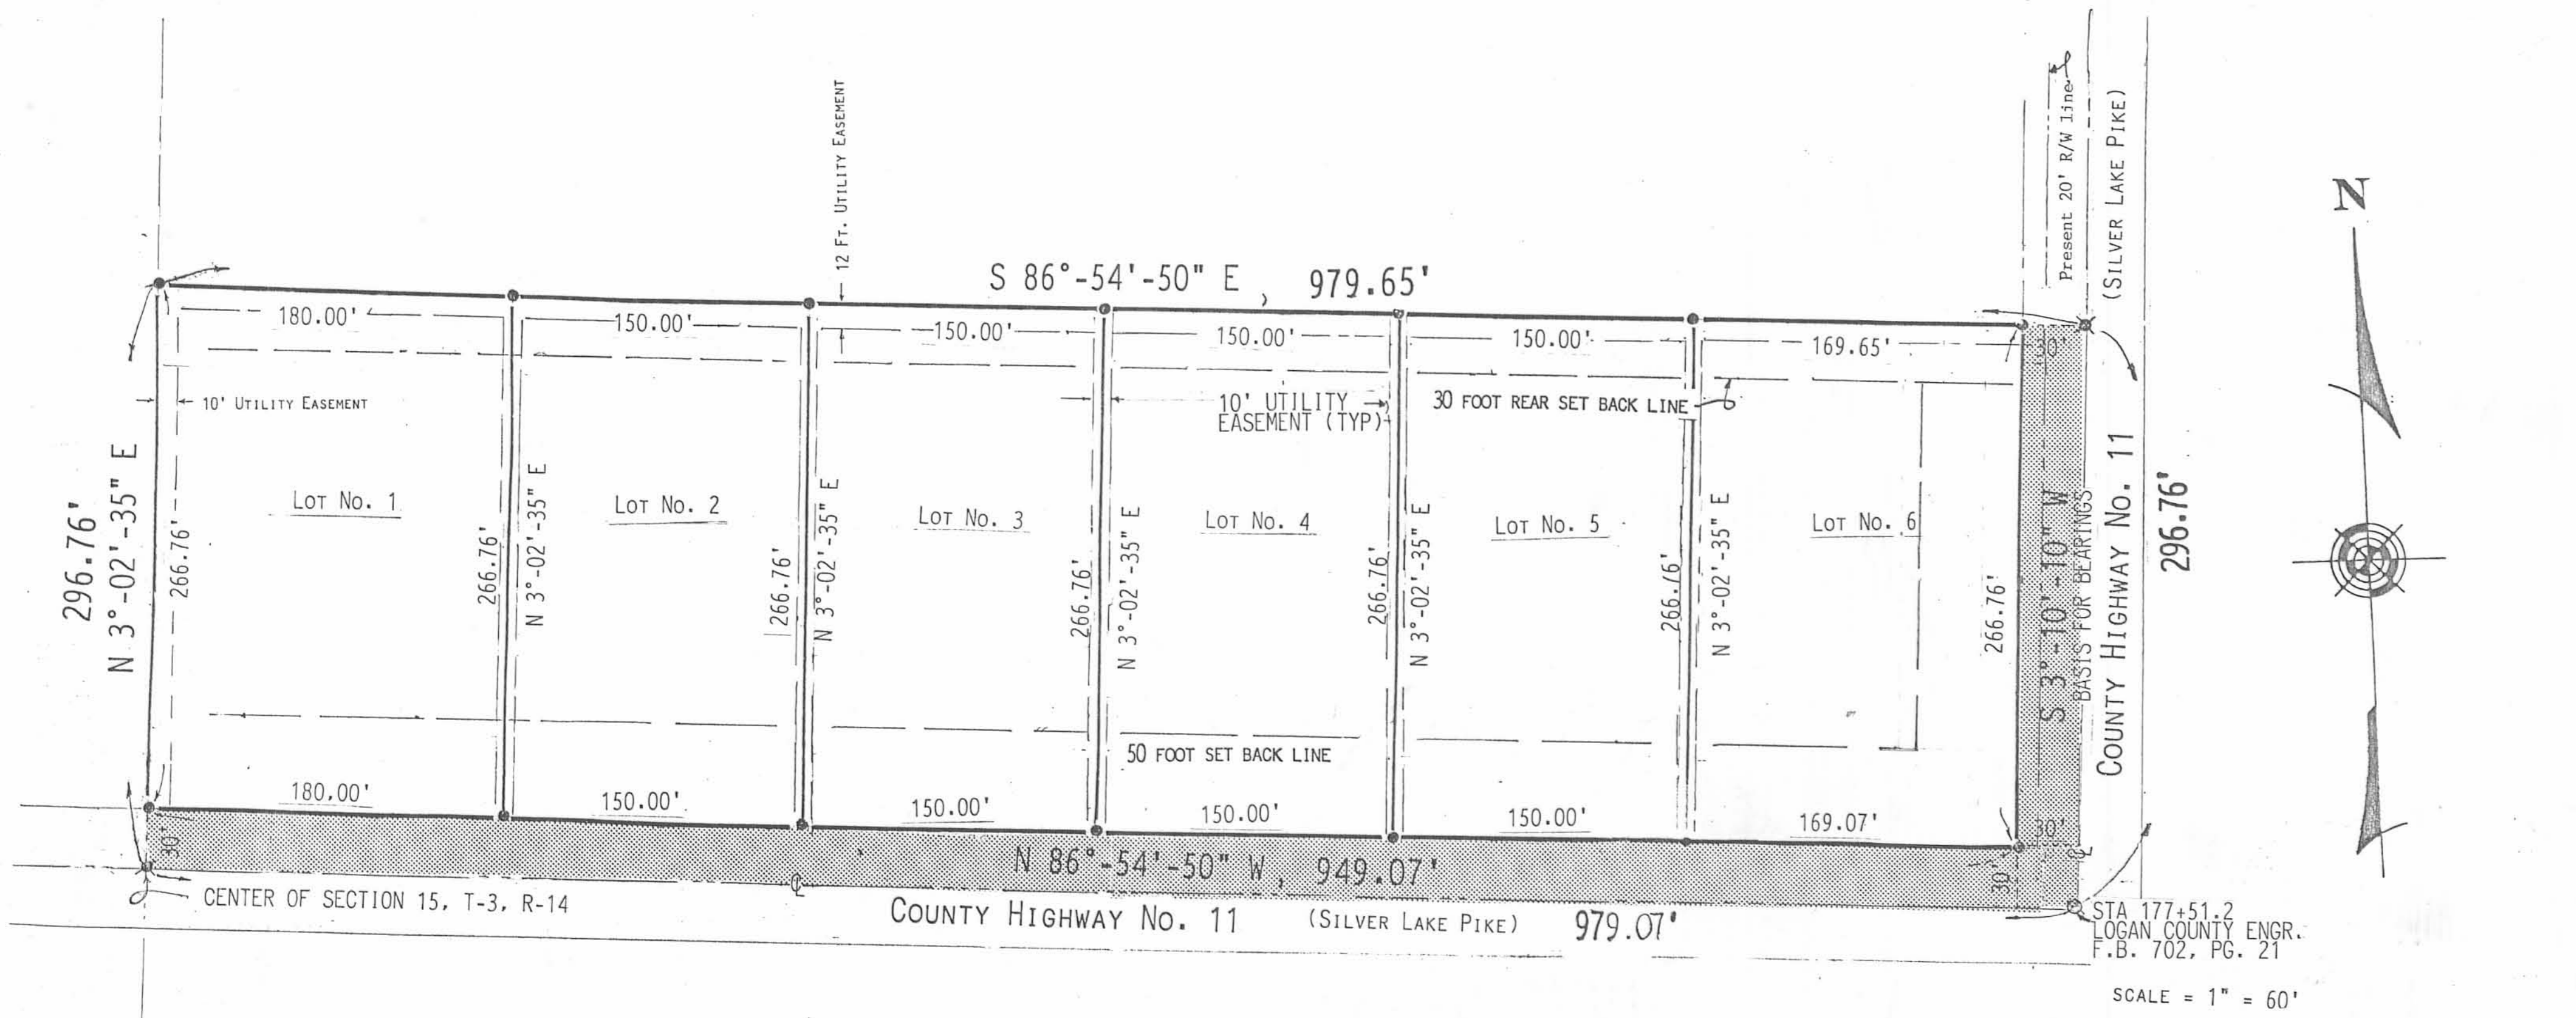 12 FT. UTILITY EASEMENT
Present 20' R/W line
(SILVER LAKE PIKE)
N
S 86°-54'-50" E , 979.65'
180.00'
150.00'
150.00'
150.00'
150.00'
169.65'
30'
10' UTILITY EASEMENT
10' UTILITY
EASEMENT (TYP)
30 FOOT REAR SET BACK LINE
296.76'
N 3°-02'-35" E
266.76'
LOT NO. 1
266.76'
N 3°-02'-35" E
LOT NO. 2
266.76'
N 3°-02'-35" E
LOT NO. 3
266.76'
N 3°-02'-35" E
LOT NO. 4
266.76'
N 3°-02'-35" E
LOT NO. 5
266.76'
N 3°-02'-35" E
LOT NO. 6
266.76'
S 3°-10'-10" W
BASIS FOR BEARINGS
COUNTY HIGHWAY NO. 11
296.76'
50 FOOT SET BACK LINE
180.00'
150.00'
150.00'
150.00'
150.00'
169.07'
30'
30'
30'
N 86°-54'-50" W, 949.07'
CENTER OF SECTION 15, T-3, R-14
COUNTY HIGHWAY NO. 11 (SILVER LAKE PIKE) 979.07'
STA 177+51.2
LOGAN COUNTY ENGR.
F.B. 702, PG. 21
SCALE = 1" = 60'